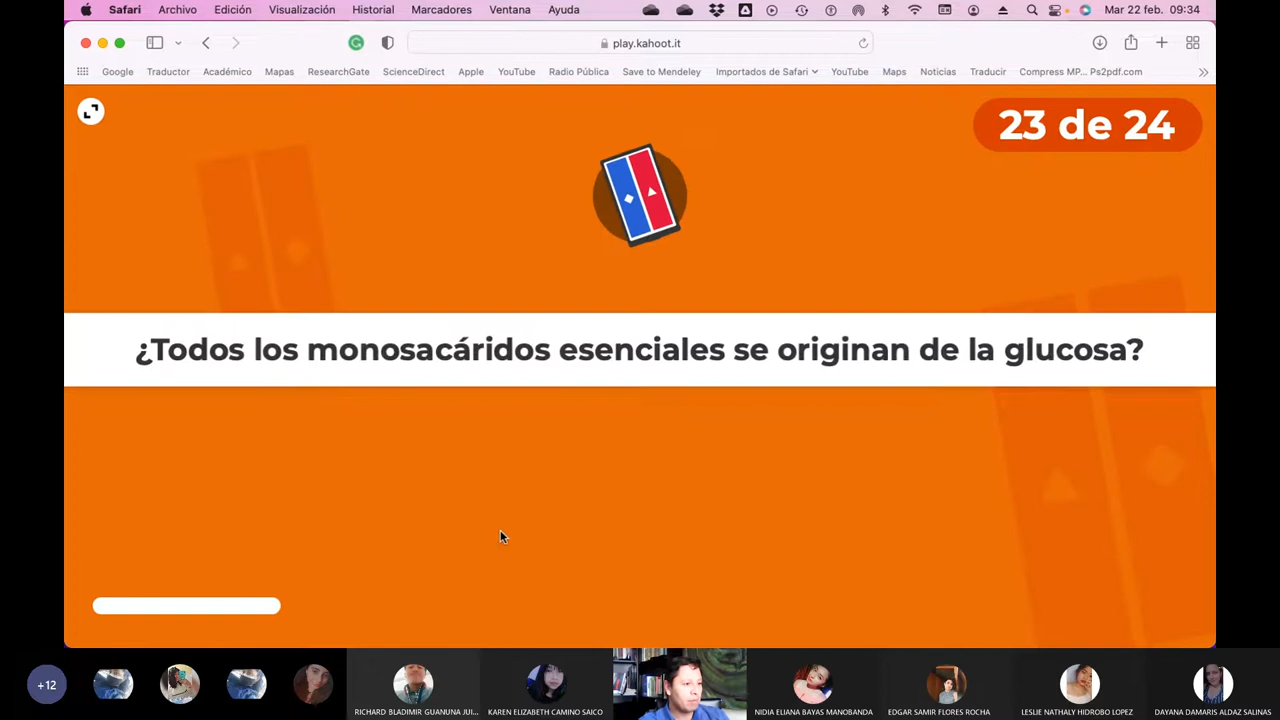 Safari Archivo Edición Visualización Historial Marcadores Ventana Ayuda Mar 22 feb. 09:34
play.kahoot.it
Google Traductor Académico Mapas ResearchGate ScienceDirect Apple YouTube Radio Pública Save to Mendeley Importados de Safari YouTube Maps Noticias Traducir Compress MP... Ps2pdf.com
23 de 24
¿Todos los monosacáridos esenciales se originan de la glucosa?
+12
RICHARD BLADIMIR GUANUNA JUI... KAREN ELIZABETH CAMINO SAICO NIDIA ELIANA BAYAS MANOBANDA EDGAR SAMIR FLORES ROCHA LESLIE NATHALY HIDROBO LOPEZ DAYANA DAMARIS ALDAZ SALINAS